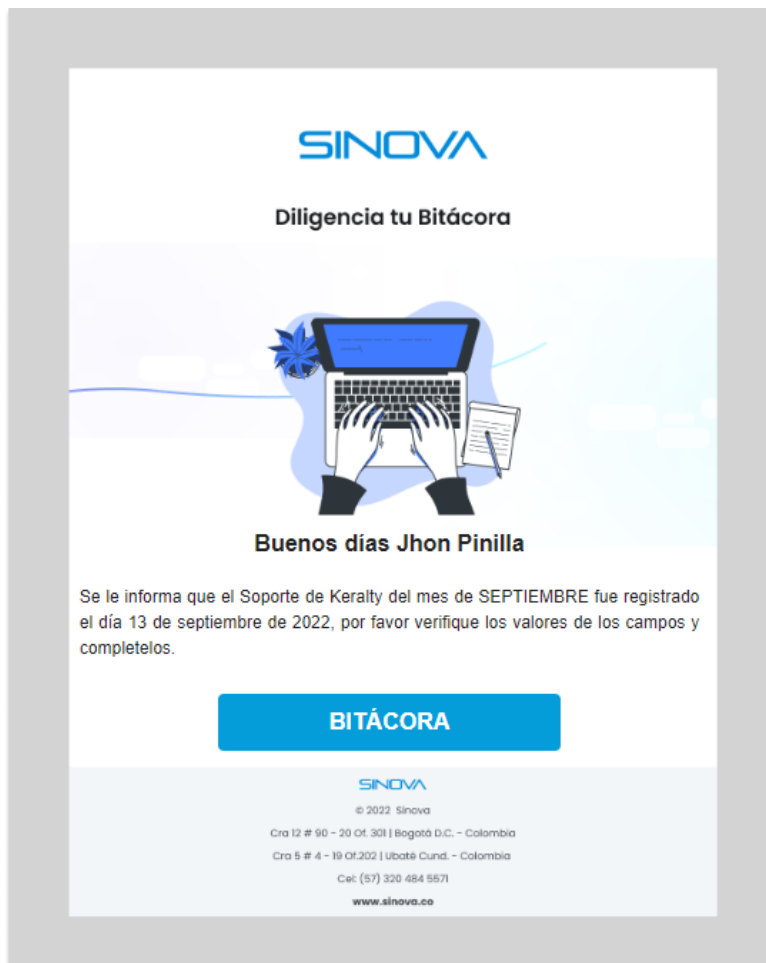 SINOVA
Diligencia tu Bitácora
Buenos días Jhon Pinilla
Se le informa que el Soporte de Keralty del mes de SEPTIEMBRE fue registrado
el día 13 de septiembre de 2022, por favor verifique los valores de los campos y
completelos.
BITÁCORA
SINOVA
© 2022 Sinova
Cra 12 # 90 - 20 Of. 301 | Bogotá D.C. - Colombia
Cra 5 # 4 - 19 Of.202 | Ubaté Cund. - Colombia
Cel: (57) 320 484 5571
www.sinova.co